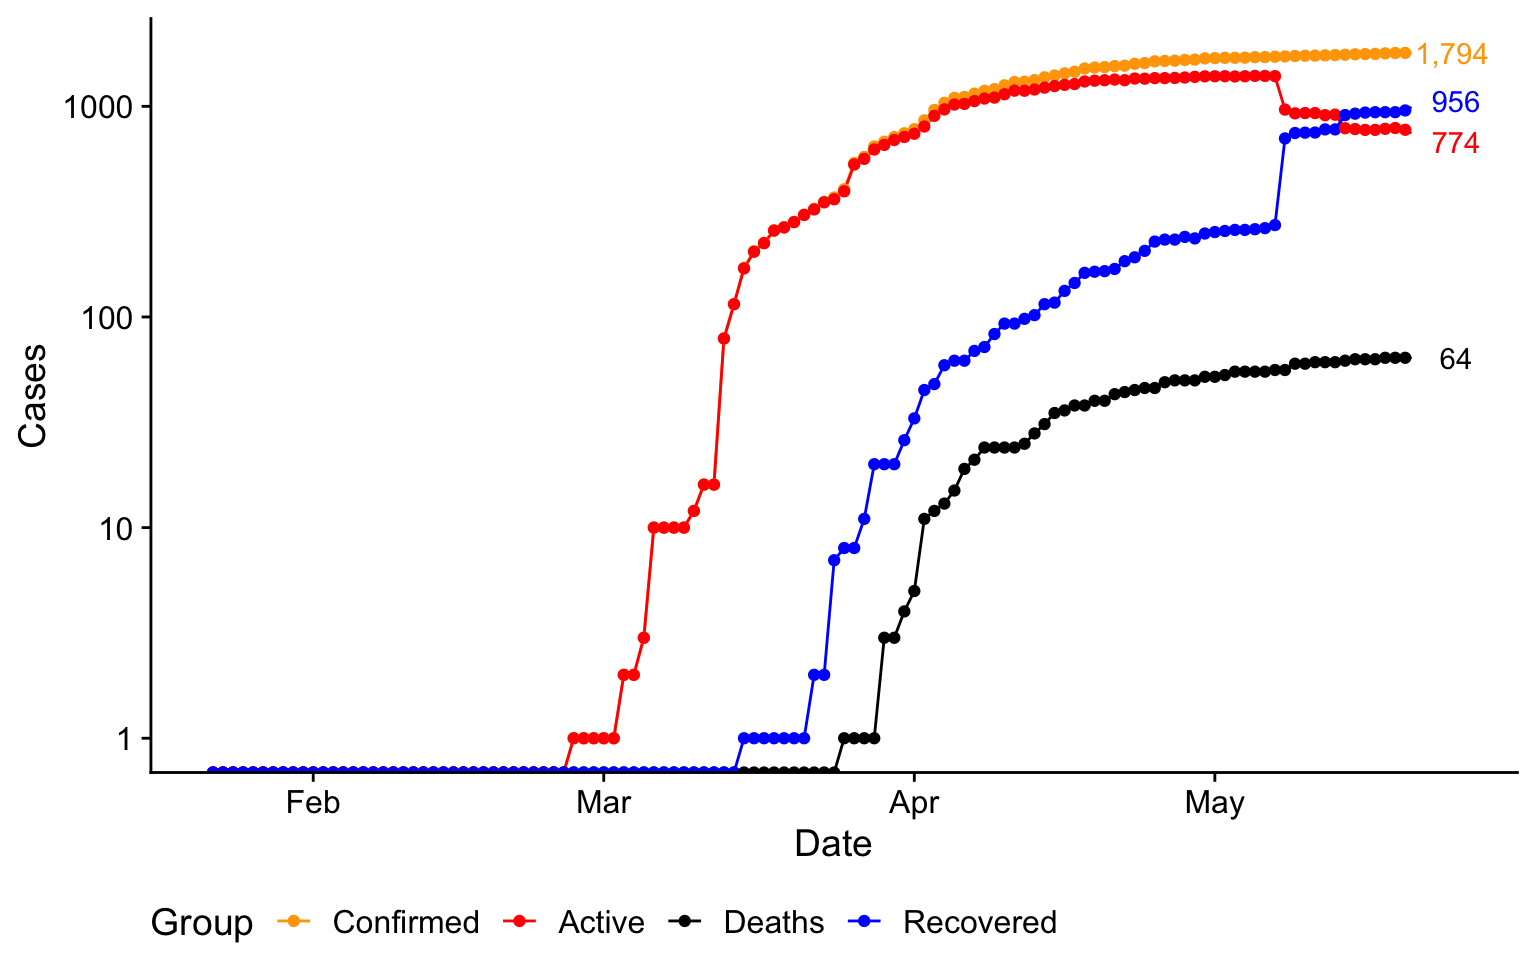 1,794
1000
956
774
100
64
Cases
10
1
Feb Mar Apr May
Date
Group Confirmed Active Deaths Recovered